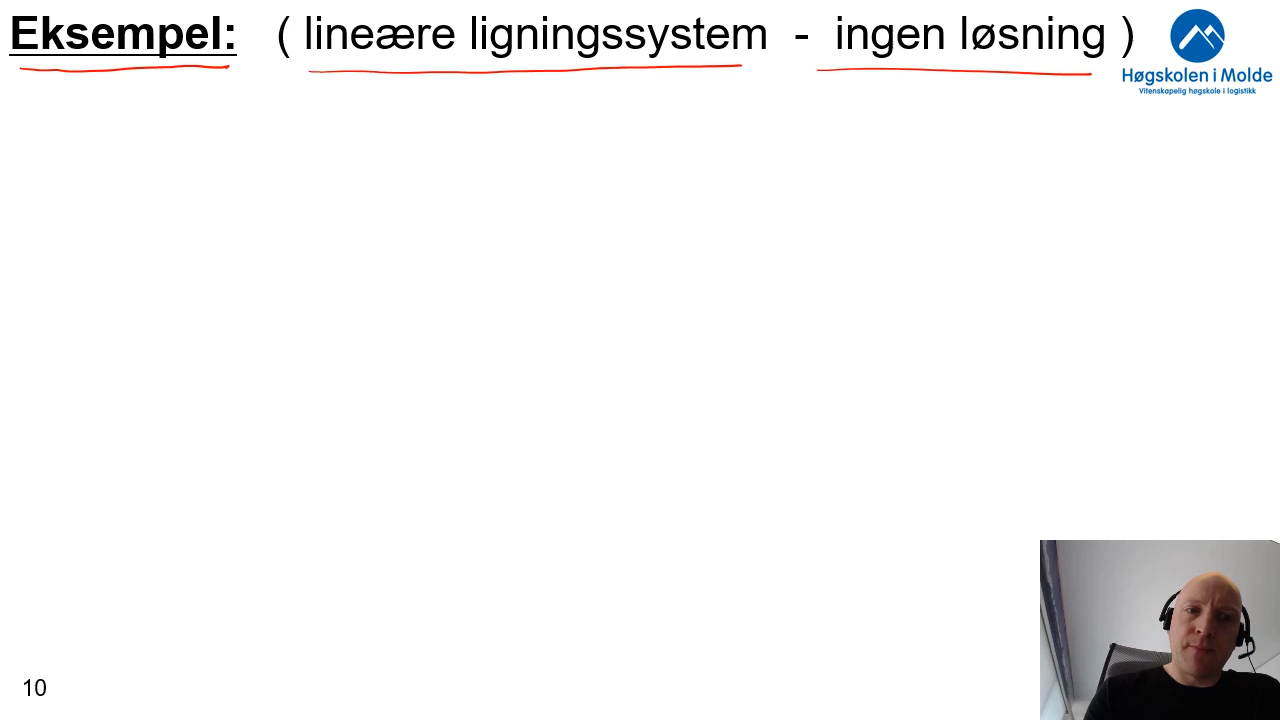 Eksempel: ( lineære ligningssystem - ingen løsning )
Høgskolen i Molde
Vitenskapelig høgskole i logistikk
10